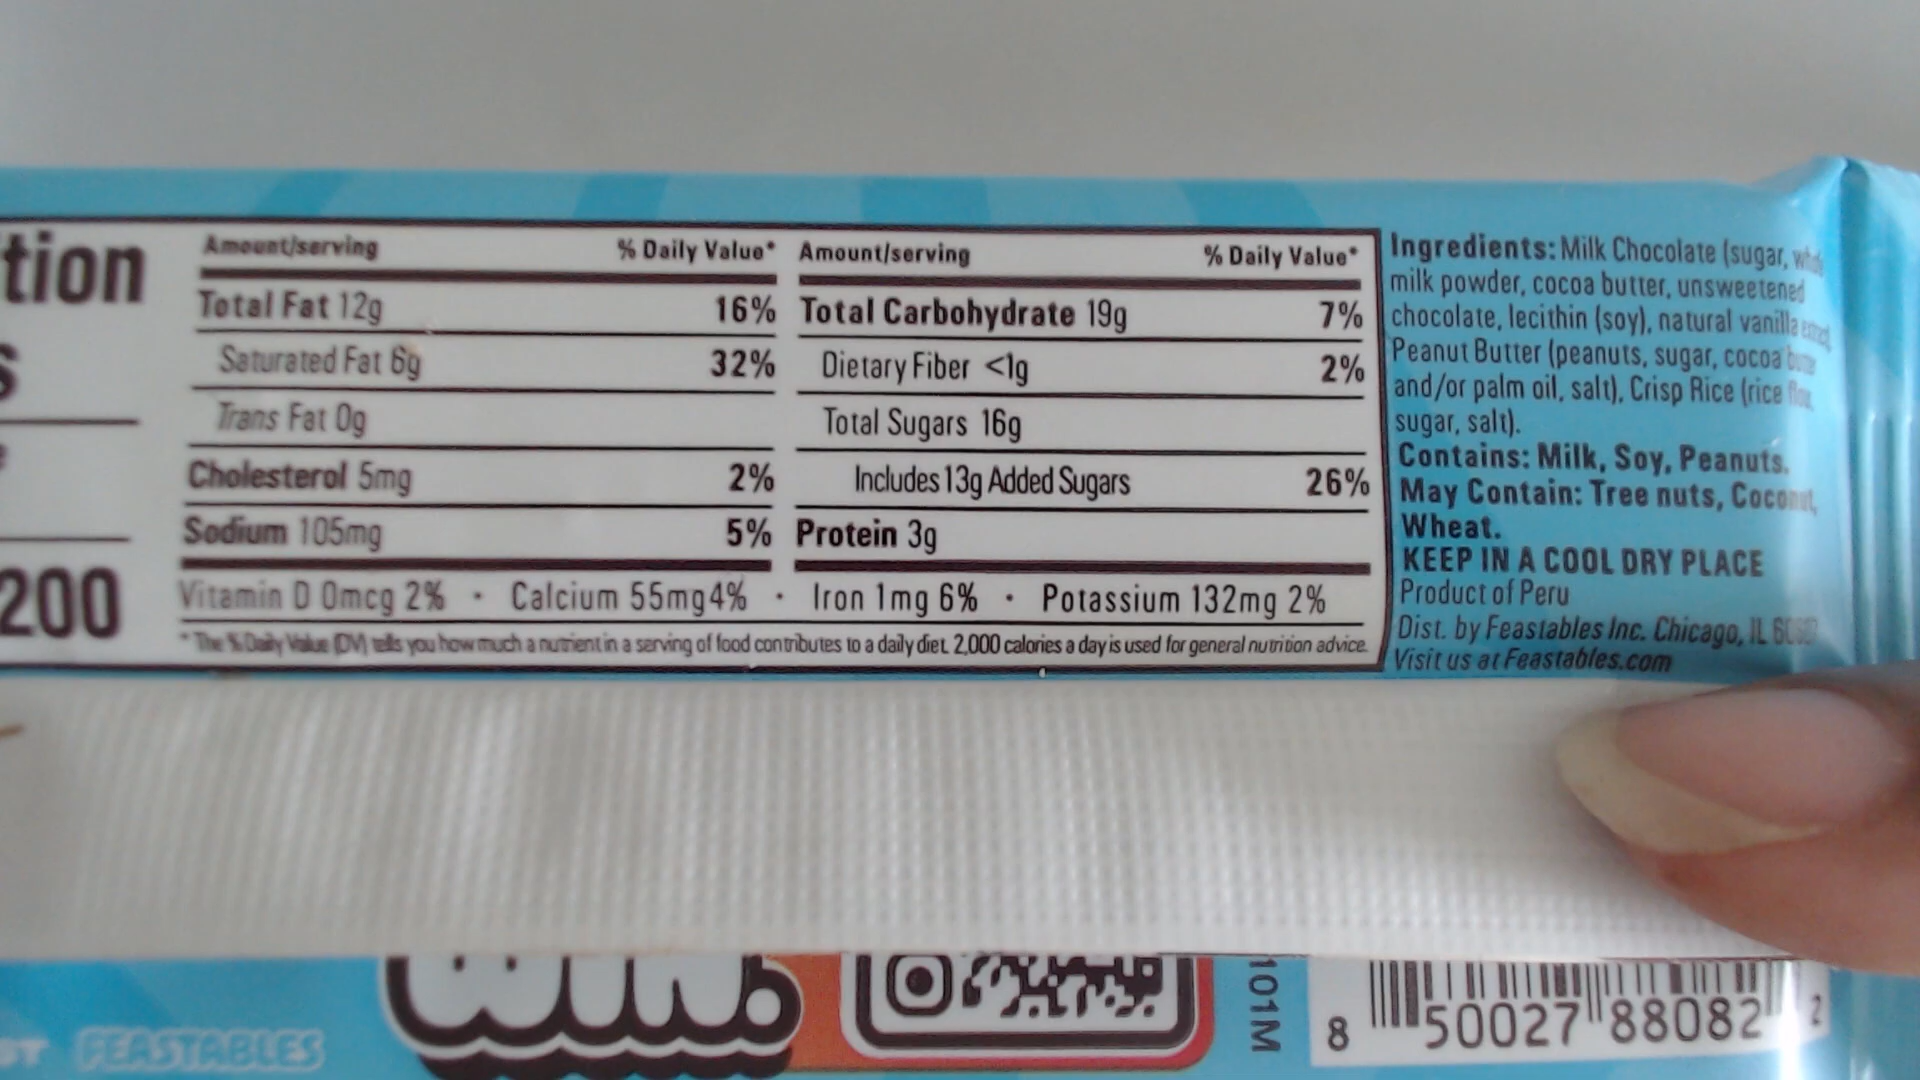 tion
s
200
Amount/serving % Daily Value*
Total Fat 12g 16%
Saturated Fat 6g 32%
Trans Fat 0g
Cholesterol 5mg 2%
Sodium 105mg 5%
Amount/serving % Daily Value*
Total Carbohydrate 19g 7%
Dietary Fiber <1g 2%
Total Sugars 16g
Includes 13g Added Sugars 26%
Protein 3g
Vitamin D 0mcg 2% • Calcium 55mg 4% • Iron 1mg 6% • Potassium 132mg 2%
* The % Daily Value (DV) tells you how much a nutrient in a serving of food contributes to a daily diet. 2,000 calories a day is used for general nutrition advice.
Ingredients: Milk Chocolate (sugar, whole
milk powder, cocoa butter, unsweetened
chocolate, lecithin (soy), natural vanilla
Peanut Butter (peanuts, sugar, cocoa
and/or palm oil, salt), Crisp Rice (rice
sugar, salt).
Contains: Milk, Soy, Peanuts.
May Contain: Tree nuts, Coconut,
Wheat.
KEEP IN A COOL DRY PLACE
Product of Peru
Dist. by Feastables Inc. Chicago, IL
Visit us at Feastables.com
WIN.
FEASTABLES
101M
8 50027 88082 2